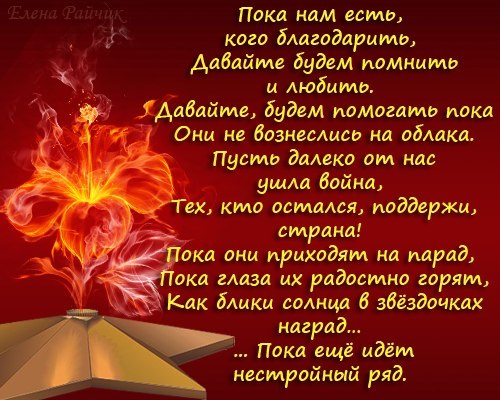 Елена Райчик
Пока нам есть,
кого благодарить,
Давайте будем помнить
и любить.
Давайте, будем помогать пока
Они не вознеслись на облака.
Пусть далеко от нас
ушла война,
Тех, кто остался, поддержи,
страна!
Пока они приходят на парад,
Пока глаза их радостно горят,
Как блики солнца в звёздочках
наград...
... Пока ещё идёт
нестройный ряд.